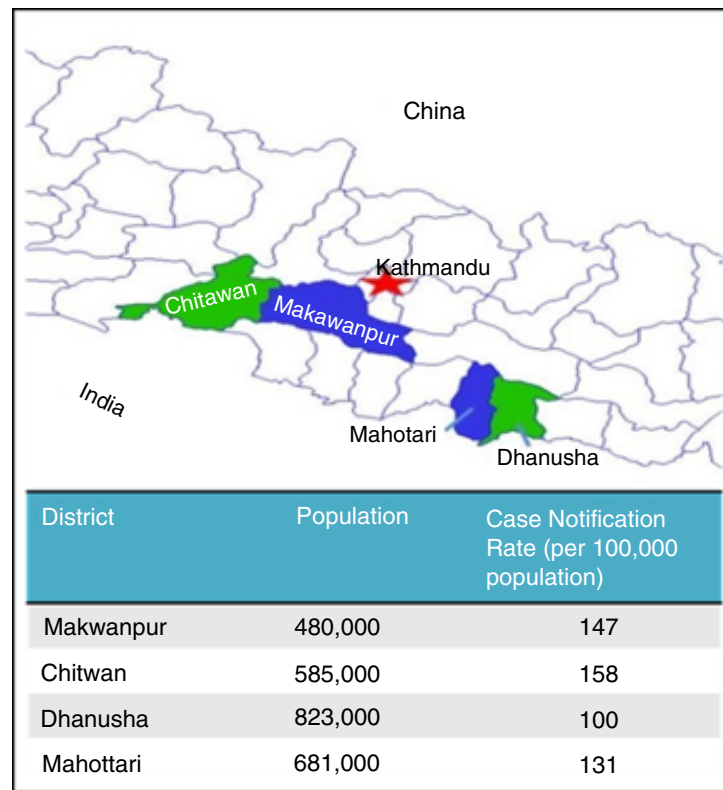 China
Kathmandu
Chitawan
Makawanpur
India
Mahotari
Dhanusha
District Population Case Notification
Rate (per 100,000
population)
Makwanpur 480,000 147
Chitwan 585,000 158
Dhanusha 823,000 100
Mahottari 681,000 131